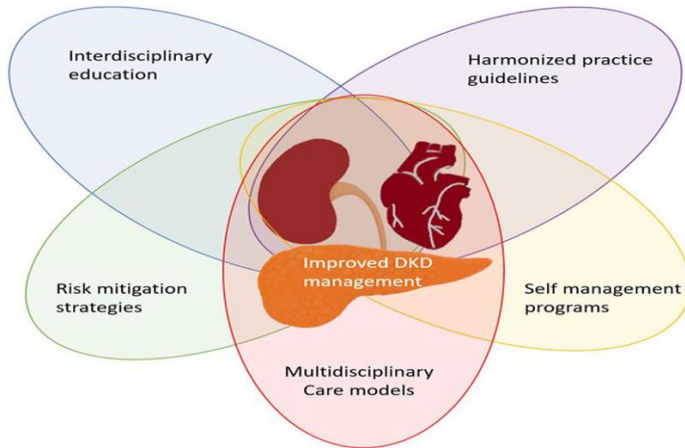 Interdisciplinary
education
Harmonized practice
guidelines
Improved DKD
management
Risk mitigation
strategies
Self management
programs
Multidisciplinary
Care models